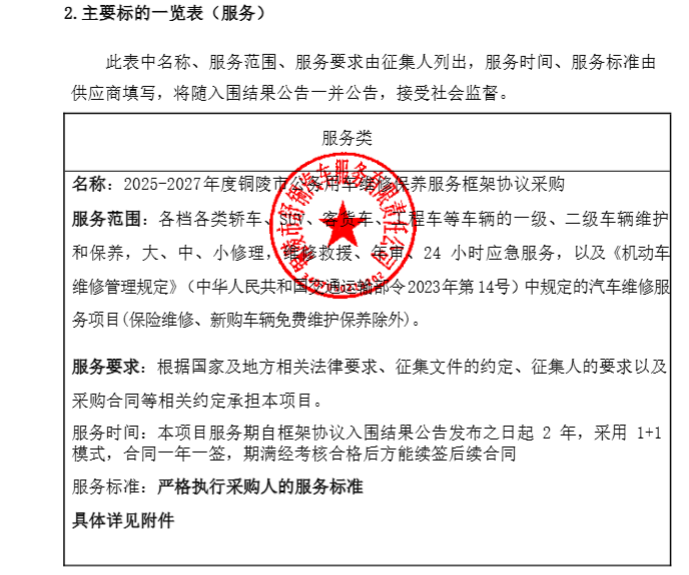 2.主要标的一览表（服务）
此表中名称、服务范围、服务要求由征集人列出，服务时间、服务标准由
供应商填写，将随入围结果公告一并公告，接受社会监督。
服务类
名称：2025-2027年度铜陵市公务用车维修保养服务框架协议采购
服务范围：各档各类轿车、SUV、客货车、工程车等车辆的一级、二级车辆维护
和保养，大、中、小修理，维修救援、年审、24 小时应急服务，以及《机动车
维修管理规定》（中华人民共和国交通运输部令2023年第14号）中规定的汽车维修服
务项目(保险维修、新购车辆免费维护保养除外)。
服务要求：根据国家及地方相关法律要求、征集文件的约定、征集人的要求以及
采购合同等相关约定承担本项目。
服务时间：本项目服务期自框架协议入围结果公告发布之日起 2 年，采用 1+1
模式，合同一年一签，期满经考核合格后方能续签后续合同
服务标准：严格执行采购人的服务标准
具体详见附件
铜陵市舒骑汽车服务有限责任公司